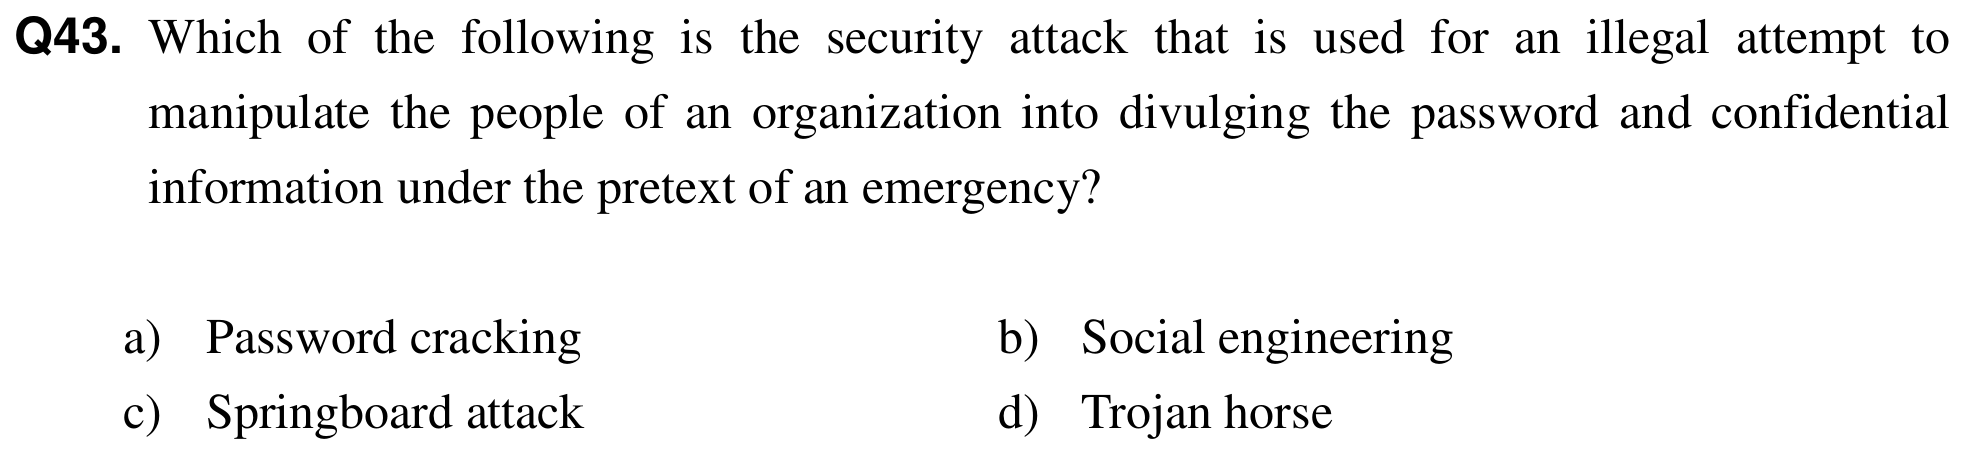 Q43. Which of the following is the security attack that is used for an illegal attempt to
manipulate the people of an organization into divulging the password and confidential
information under the pretext of an emergency?
a) Password cracking b) Social engineering
c) Springboard attack d) Trojan horse